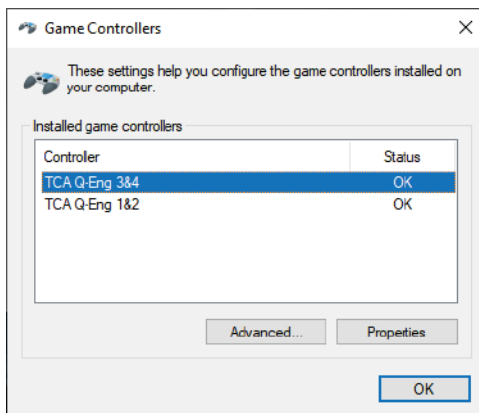 Game Controllers
These settings help you configure the game controllers installed on
your computer.
Installed game controllers
Controller Status
TCA Q-Eng 3&4 OK
TCA Q-Eng 1&2 OK
Advanced... Properties
OK